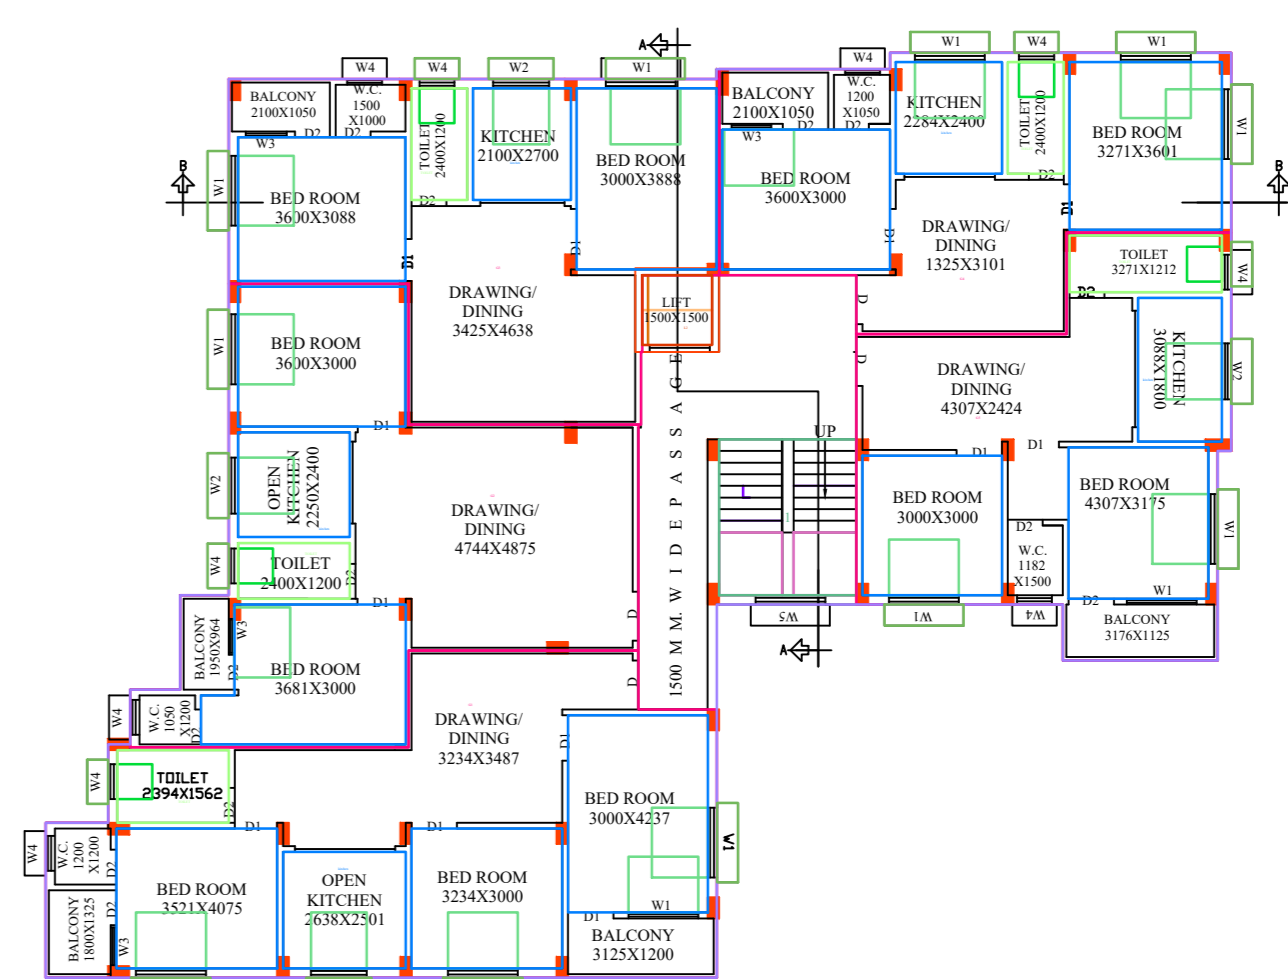 A
W4
W4
W2
W1
W4
W1
W4
W1
BALCONY
2100X1050
W.C.
1500
X1000
D2
D2
W3
TOILET
2400X1200
D2
KITCHEN
2100X2700
BED ROOM
3000X3888
BALCONY
2100X1050
D2
W3
W.C.
1200
X1050
D2
KITCHEN
2284X2400
TOILET
2400X1200
D2
BED ROOM
3271X3601
W1
B
W1
BED ROOM
3600X3088
D1
D1
BED ROOM
3600X3000
D1
DRAWING/
DINING
1325X3101
D1
B
TOILET
3271X1212
W4
D2
W1
BED ROOM
3600X3000
D1
DRAWING/
DINING
3425X4638
LIFT
1500X1500
D
D
DRAWING/
DINING
4307X2424
KITCHEN
3088X1800
W2
W2
OPEN
KITCHEN
2250X2400
DRAWING/
DINING
4744X4875
1500 MM. WIDE PASSAGE
UP
L
1
D1
D1
BED ROOM
3000X3000
BED ROOM
4307X3175
W1
W4
TOILET
2400X1200
D2
D1
D
D2
W.C.
1182
X1500
D2
W1
W5
W1
W4
BALCONY
3176X1125
A
BALCONY
1950X964
W3
D2
BED ROOM
3681X3000
D
W4
W.C.
1050
X1200
D2
DRAWING/
DINING
3234X3487
D1
W4
TOILET
2394X1562
D2
D1
D1
BED ROOM
3000X4237
W1
W4
W.C.
1200
X1200
D2
BED ROOM
3521X4075
OPEN
KITCHEN
2638X2501
BED ROOM
3234X3000
W1
D1
BALCONY
1800X1325
D2
W3
BALCONY
3125X1200